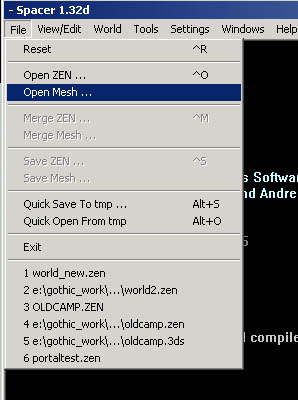 - Spacer 1.32d
File View/Edit World Tools Settings Windows Help
Reset ^R
Open ZEN ... ^O
Open Mesh ...
Merge ZEN ... ^M
Merge Mesh ...
Save ZEN ... ^S
Save Mesh ...
s Softwar
Quick Save To tmp ... Alt+S
nd Andre
Quick Open From tmp Alt+O
Exit
1 world_new.zen
2 e:\gothic_work\...\world2.zen
3 OLDCAMP.ZEN
4 e:\gothic_work\...\oldcamp.zen
5 e:\gothic_work\...\oldcamp.3ds
compile
6 portaltest.zen